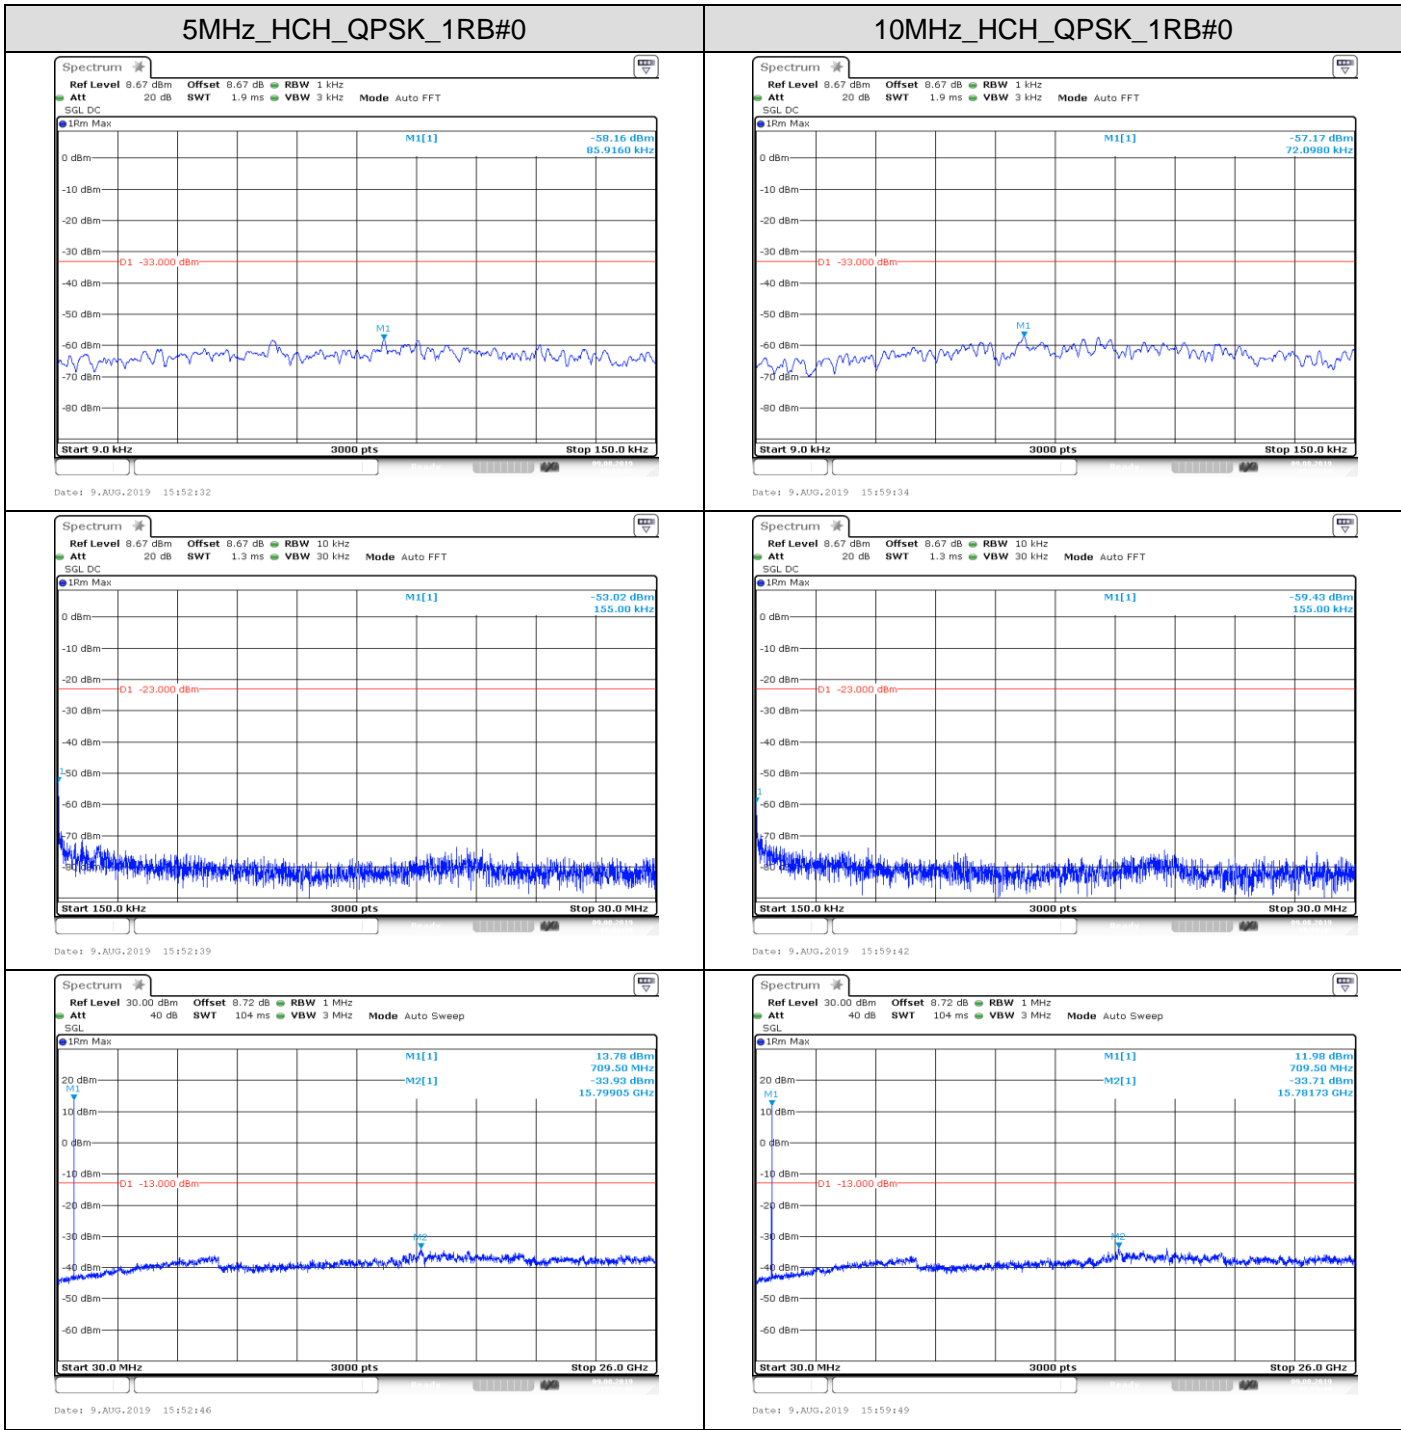 5MHz_HCH_QPSK_1RB#0
10MHz_HCH_QPSK_1RB#0
Spectrum
Ref Level 8.67 dBm Offset 8.67 dB RBW 1 kHz
Att 20 dB SWT 1.9 ms VBW 3 kHz Mode Auto FFT
SGL DC
1Rm Max
M1[1] -58.16 dBm
85.9160 kHz
0 dBm
-10 dBm
-20 dBm
-30 dBm
D1 -33.000 dBm
-40 dBm
-50 dBm
M1
-60 dBm
-70 dBm
-80 dBm
Start 9.0 kHz 3000 pts Stop 150.0 kHz
Date: 9.AUG.2019 15:52:32
Spectrum
Ref Level 8.67 dBm Offset 8.67 dB RBW 1 kHz
Att 20 dB SWT 1.9 ms VBW 3 kHz Mode Auto FFT
SGL DC
1Rm Max
M1[1] -57.17 dBm
72.0980 kHz
0 dBm
-10 dBm
-20 dBm
-30 dBm
D1 -33.000 dBm
-40 dBm
-50 dBm
M1
-60 dBm
-70 dBm
-80 dBm
Start 9.0 kHz 3000 pts Stop 150.0 kHz
Date: 9.AUG.2019 15:59:34
Spectrum
Ref Level 8.67 dBm Offset 8.67 dB RBW 10 kHz
Att 20 dB SWT 1.3 ms VBW 30 kHz Mode Auto FFT
SGL DC
1Rm Max
M1[1] -53.02 dBm
155.00 kHz
0 dBm
-10 dBm
-20 dBm
D1 -23.000 dBm
-30 dBm
-40 dBm
-50 dBm
-60 dBm
-70 dBm
Start 150.0 kHz 3000 pts Stop 30.0 MHz
Date: 9.AUG.2019 15:52:39
Spectrum
Ref Level 8.67 dBm Offset 8.67 dB RBW 10 kHz
Att 20 dB SWT 1.3 ms VBW 30 kHz Mode Auto FFT
SGL DC
1Rm Max
M1[1] -59.43 dBm
155.00 kHz
0 dBm
-10 dBm
-20 dBm
D1 -23.000 dBm
-30 dBm
-40 dBm
-50 dBm
1
-60 dBm
-70 dBm
Start 150.0 kHz 3000 pts Stop 30.0 MHz
Date: 9.AUG.2019 15:59:42
Spectrum
Ref Level 30.00 dBm Offset 8.72 dB RBW 1 MHz
Att 40 dB SWT 104 ms VBW 3 MHz Mode Auto Sweep
SGL
1Rm Max
M1[1] 13.78 dBm
709.50 MHz
20 dBm M2[1] -33.93 dBm
M1 15.79905 GHz
10 dBm
0 dBm
-10 dBm
D1 -13.000 dBm
-20 dBm
-30 dBm M2
-40 dBm
-50 dBm
-60 dBm
Start 30.0 MHz 3000 pts Stop 26.0 GHz
Date: 9.AUG.2019 15:52:46
Spectrum
Ref Level 30.00 dBm Offset 8.72 dB RBW 1 MHz
Att 40 dB SWT 104 ms VBW 3 MHz Mode Auto Sweep
SGL
1Rm Max
M1[1] 11.98 dBm
709.50 MHz
20 dBm M2[1] -33.71 dBm
M1 15.78173 GHz
10 dBm
0 dBm
-10 dBm
D1 -13.000 dBm
-20 dBm
-30 dBm M2
-40 dBm
-50 dBm
-60 dBm
Start 30.0 MHz 3000 pts Stop 26.0 GHz
Date: 9.AUG.2019 15:59:49